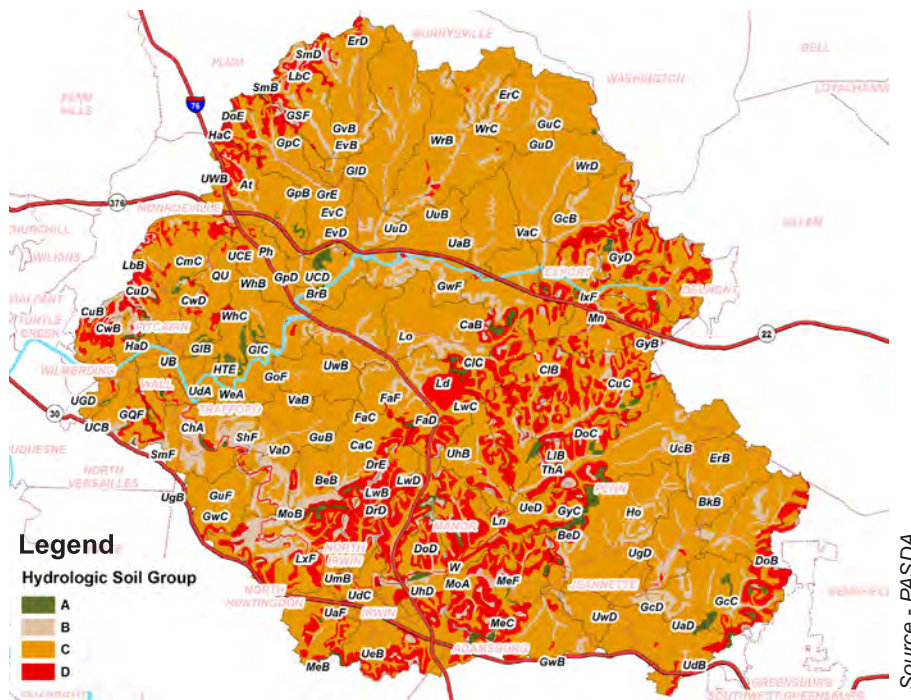 MURRYSVILLE
ErD
BELL
SmD
PLUM
LbC
WASHINGTON
SmB
ErC
PENN
HILLS
76
DoE
GSF
GuC
GvB
WrC
HaC
GpC
EvB
WrB
GuD
GlD
WrD
UWB
At
GpB
GrE
376
MONROEVILLE
EvC
UuB
GcB
CHURCHILL
EvD
UuD
VaC
WILKINS
UCE
Ph
UaB
GyD
LbB
CmC
QU
GpD
UCD
EXPORT
CuD
WhB
BrB
GwF
IxF
DELMONT
CuB
CwD
TURTLE
CREEK
CwB
PITCAIRN
WhC
CaB
Mn
HaD
GlB
GlC
Lo
GyB
22
WILMERDING
UB
HTE
UwB
ClC
ClB
WALL
GoF
Ld
CuC
UGD
UdA
WeA
VaB
FaF
30
TRAFFORD
LwC
GQF
FaC
FaD
UCB
ChA
ShF
GuB
DoC
VaD
CaC
UhB
UcB
SmF
DrE
LlB
ErB
NORTH
VERSAILLES
ThA
BeB
LwD
UgB
GuF
LwB
PENN
BkB
DrD
UeD
GyC
GwC
MoB
Ln
Ho
MANOR
BeD
Legend
LxF
NORTH
IRWIN
DoD
UgD
DoB
Hydrologic Soil Group
W
UmB
MoA
MeF
JEANNETTE
A
NORTH
HUNTINGDON
UdC
UhD
GcD
GcC
B
UaF
IRWIN
MeC
UwD
UaD
C
ADAMSBURG
D
UeB
GwB
MeB
UdB
GREENSBURG
SOUTHWEST GREENSBURG
Source - PASDA